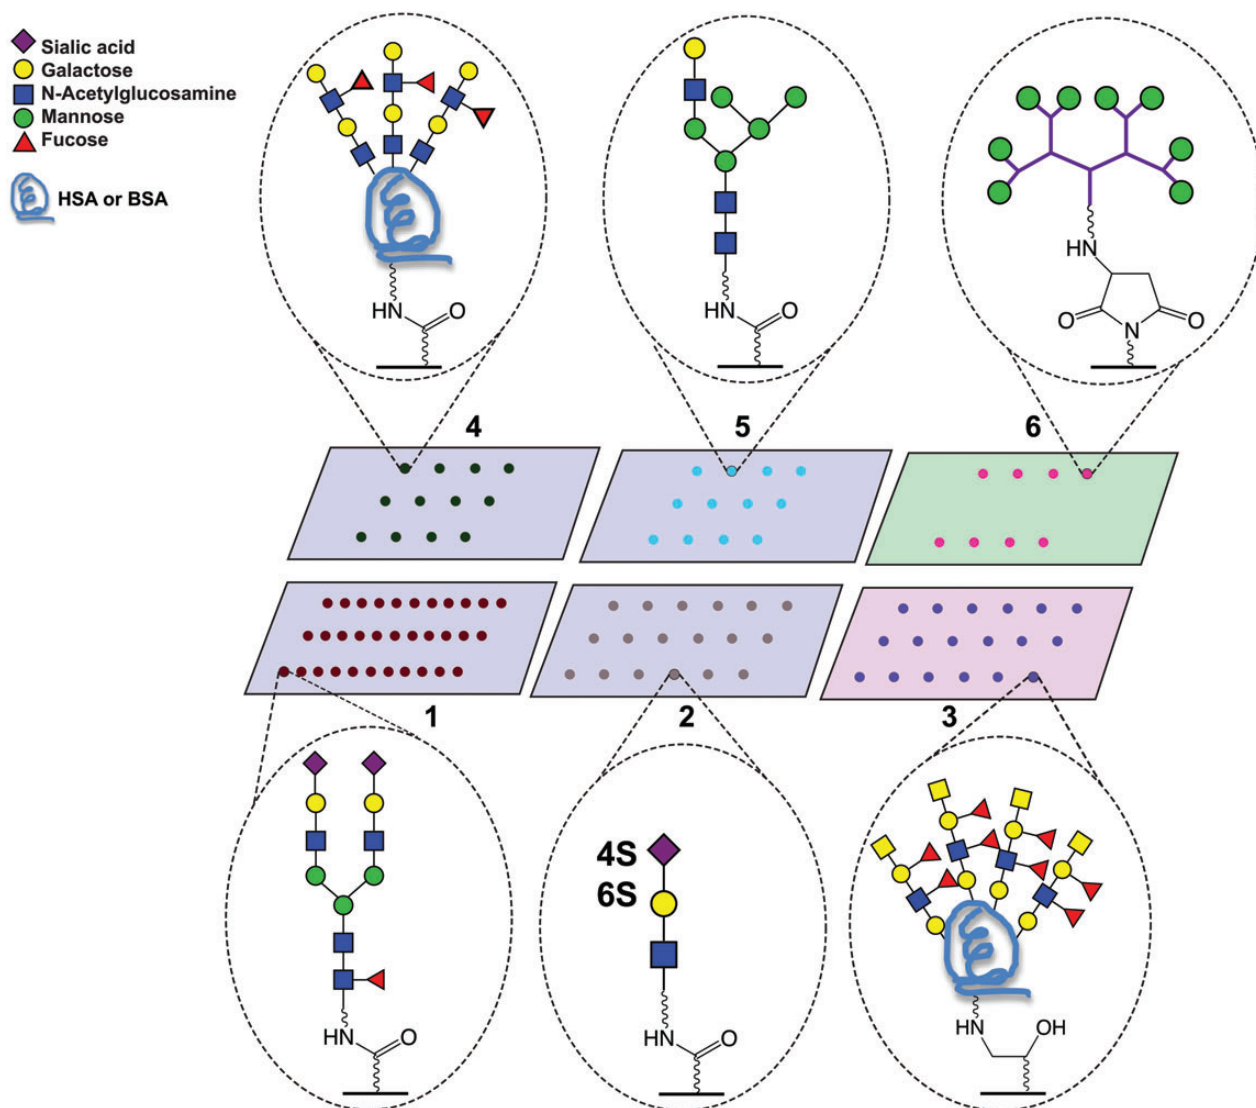 Sialic acid
Galactose
N-Acetylglucosamine
Mannose
Fucose
HSA or BSA
HN
O
HN
O
HN
O
N
O
4
5
6
1
2
3
4S
6S
HN
O
HN
O
HN
OH